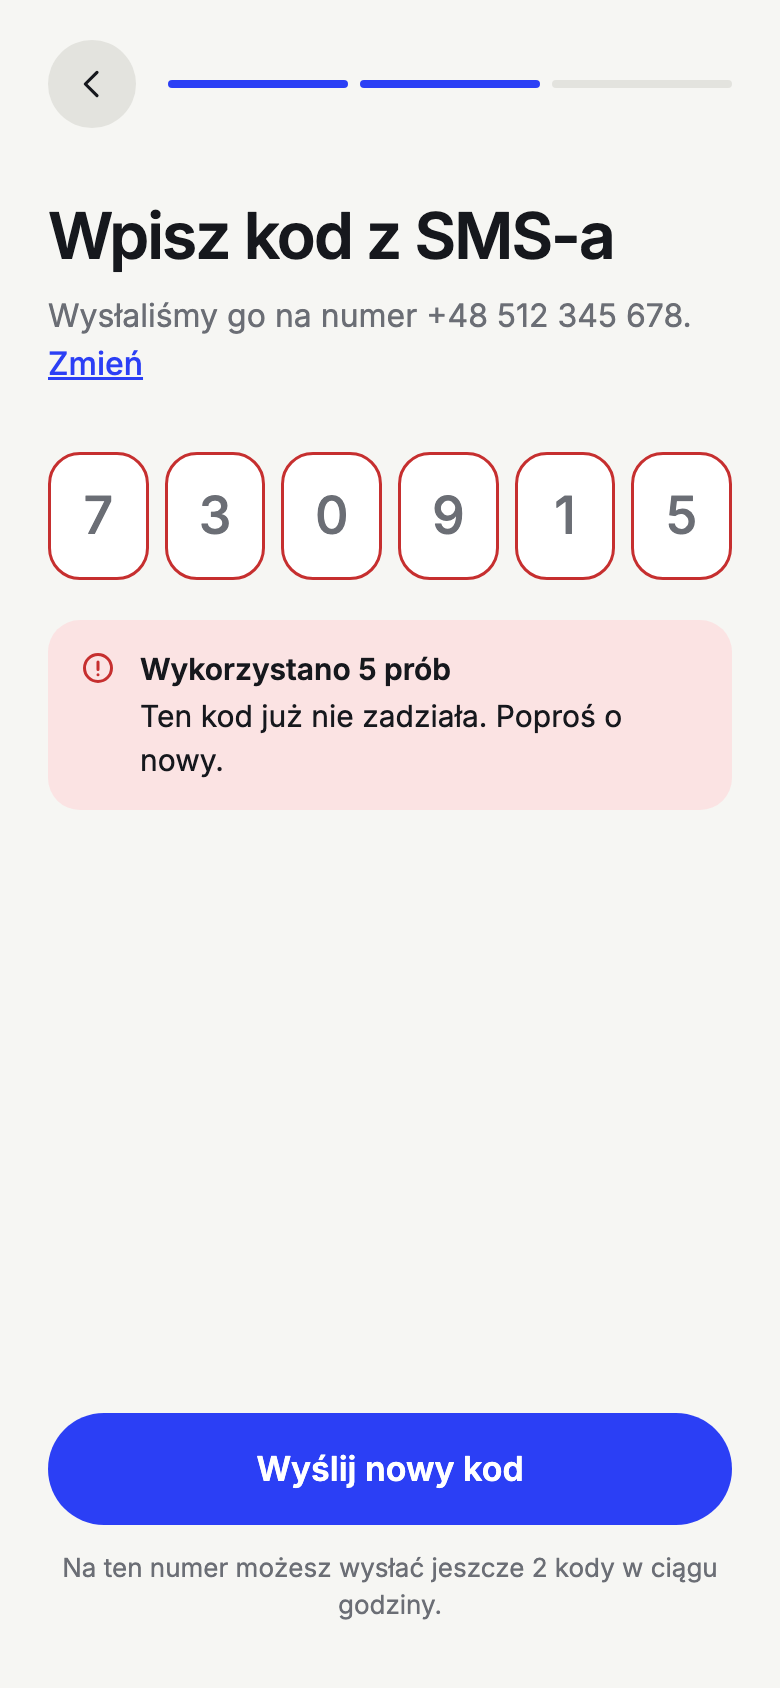 Wpisz kod z SMS-a
Wysłaliśmy go na numer +48 512 345 678.
Zmień
7 3 0 9 1 5
Wykorzystano 5 prób
Ten kod już nie zadziała. Poproś o
nowy.
Wyślij nowy kod
Na ten numer możesz wysłać jeszcze 2 kody w ciągu
godziny.